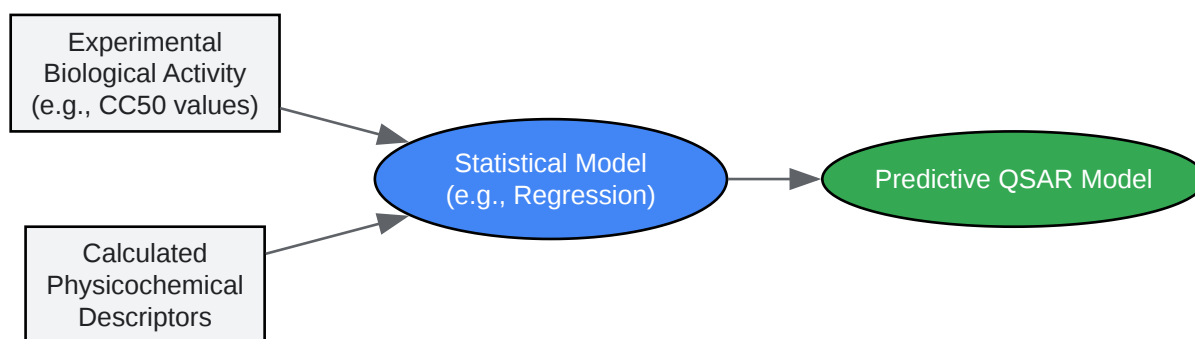 Experimental
Biological Activity
(e.g., CC50 values)
Statistical Model
(e.g., Regression)
Predictive QSAR Model
Calculated
Physicochemical
Descriptors